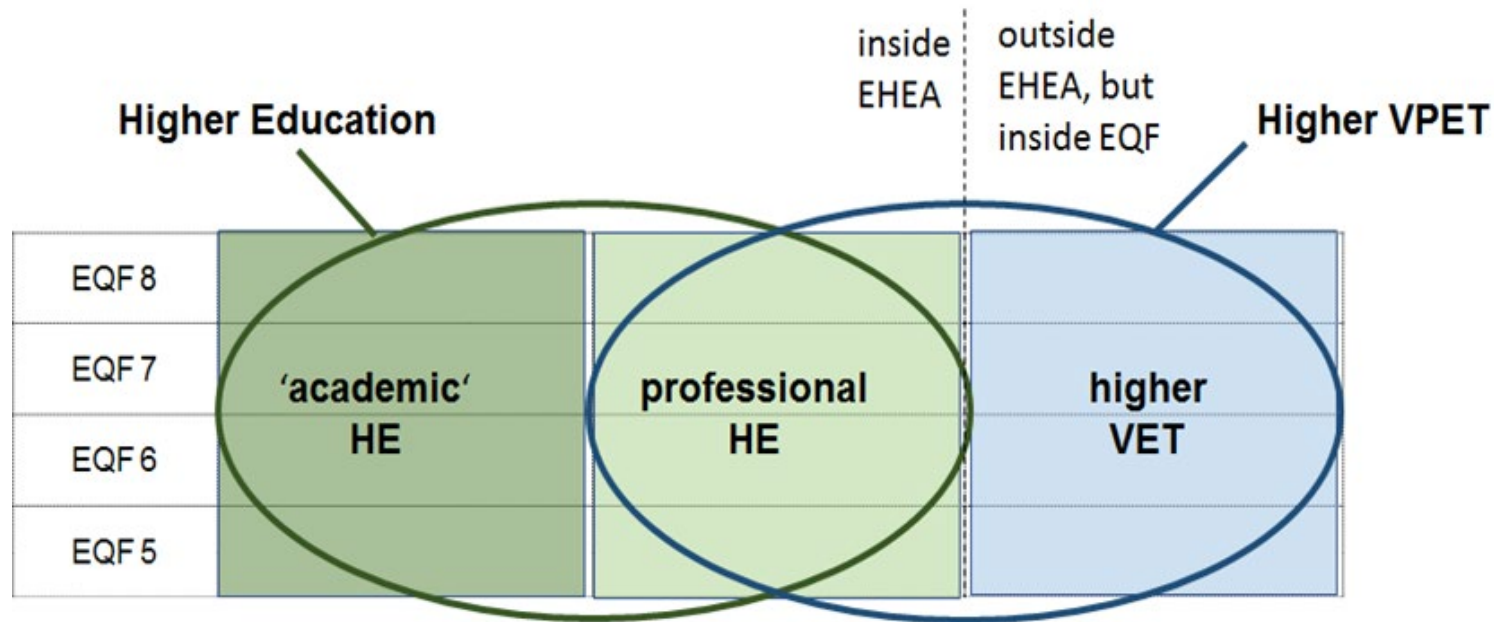 inside
EHEA
outside
EHEA, but
inside EQF
Higher Education
Higher VPET
EQF 8
EQF 7
EQF 6
EQF 5
‘academic‘
HE
professional
HE
higher
VET